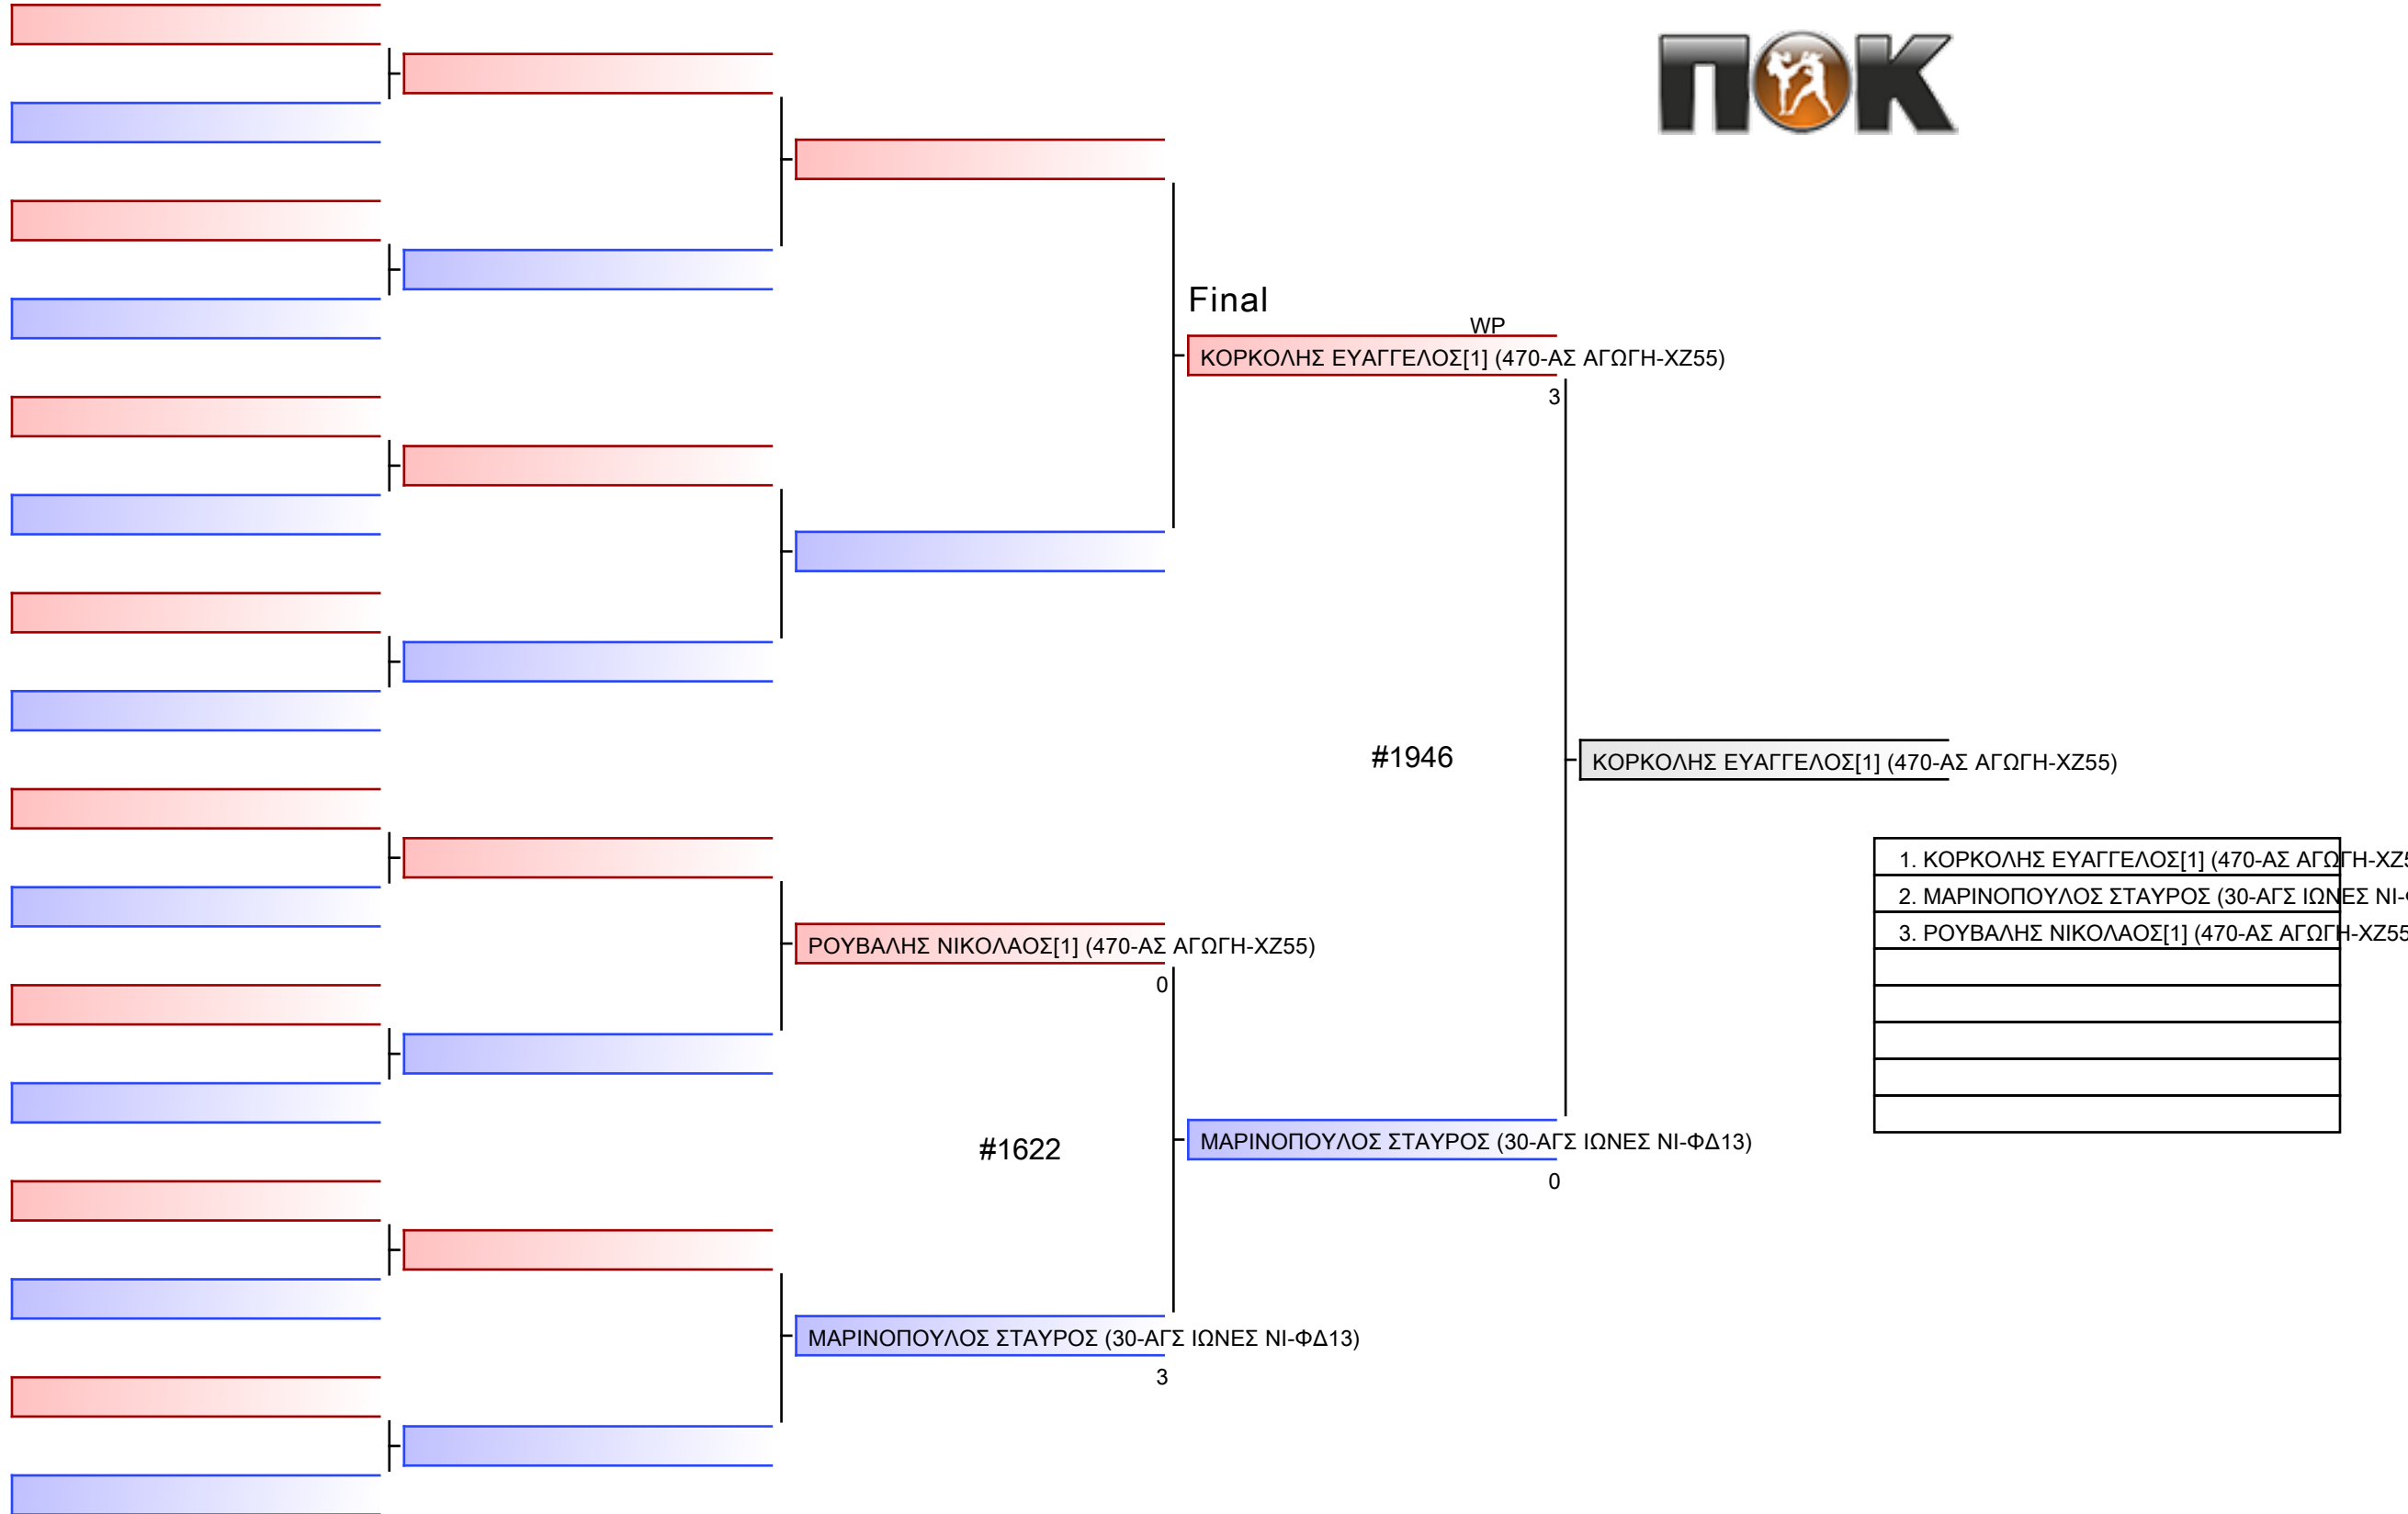 ΠΟΚ
Final
WP
ΚΟΡΚΟΛΗΣ ΕΥΑΓΓΕΛΟΣ[1] (470-ΑΣ ΑΓΩΓΗ-ΧΖ55)
3
#1946
ΚΟΡΚΟΛΗΣ ΕΥΑΓΓΕΛΟΣ[1] (470-ΑΣ ΑΓΩΓΗ-ΧΖ55)
1. ΚΟΡΚΟΛΗΣ ΕΥΑΓΓΕΛΟΣ[1] (470-ΑΣ ΑΓΩΓΗ-ΧΖ5
2. ΜΑΡΙΝΟΠΟΥΛΟΣ ΣΤΑΥΡΟΣ (30-ΑΓΣ ΙΩΝΕΣ ΝΙ-Φ
3. ΡΟΥΒΑΛΗΣ ΝΙΚΟΛΑΟΣ[1] (470-ΑΣ ΑΓΩΓΗ-ΧΖ55
ΡΟΥΒΑΛΗΣ ΝΙΚΟΛΑΟΣ[1] (470-ΑΣ ΑΓΩΓΗ-ΧΖ55)
0
#1622
ΜΑΡΙΝΟΠΟΥΛΟΣ ΣΤΑΥΡΟΣ (30-ΑΓΣ ΙΩΝΕΣ ΝΙ-ΦΔ13)
0
ΜΑΡΙΝΟΠΟΥΛΟΣ ΣΤΑΥΡΟΣ (30-ΑΓΣ ΙΩΝΕΣ ΝΙ-ΦΔ13)
3